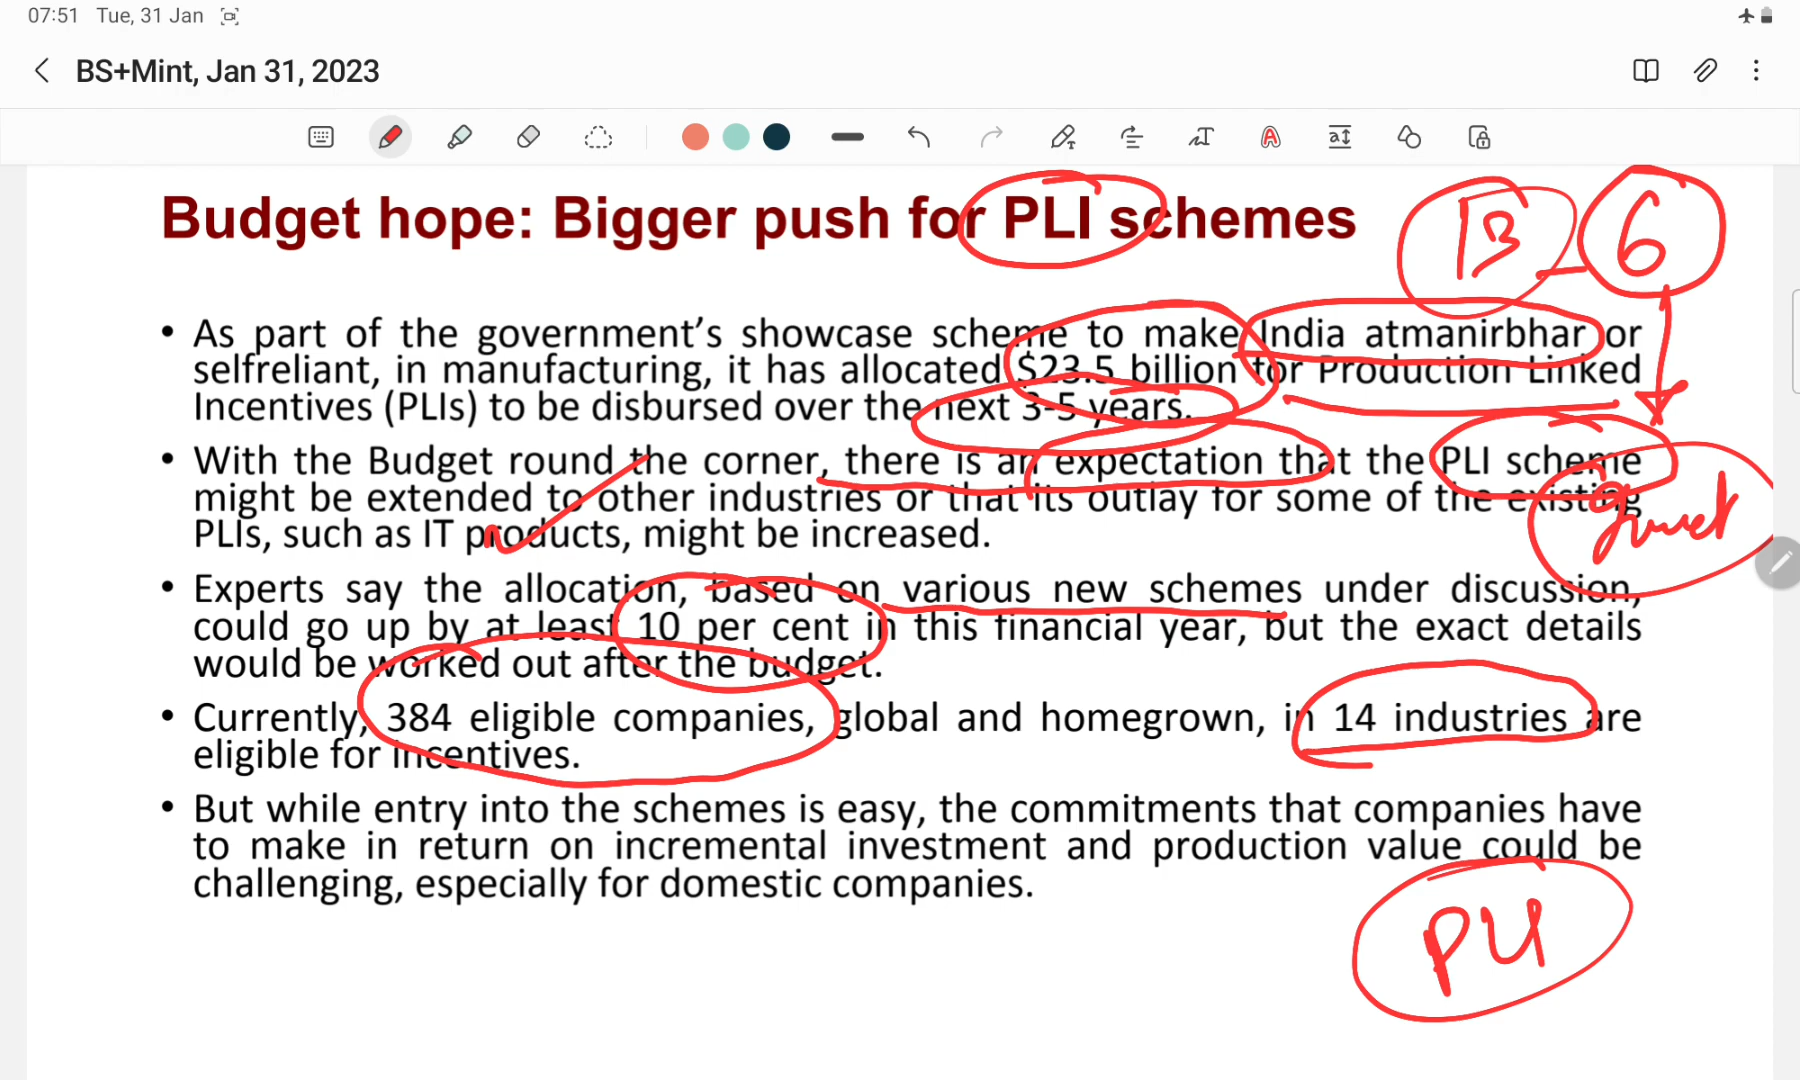 07:51 Tue, 31 Jan
BS+Mint, Jan 31, 2023
Budget hope: Bigger push for PLI schemes
13 - 6
• As part of the government's showcase scheme to make India atmanirbhar or
selfreliant, in manufacturing, it has allocated $23.5 billion for Production Linked
Incentives (PLIs) to be disbursed over the next 3-5 years.
• With the Budget round the corner, there is an expectation that the PLI scheme
might be extended to other industries or that its outlay for some of the existing
PLIs, such as IT products, might be increased.
• Experts say the allocation, based on various new schemes under discussion,
could go up by at least 10 per cent in this financial year, but the exact details
would be worked out after the budget.
• Currently, 384 eligible companies, global and homegrown, in 14 industries are
eligible for incentives.
• But while entry into the schemes is easy, the commitments that companies have
to make in return on incremental investment and production value could be
challenging, especially for domestic companies.
PLI